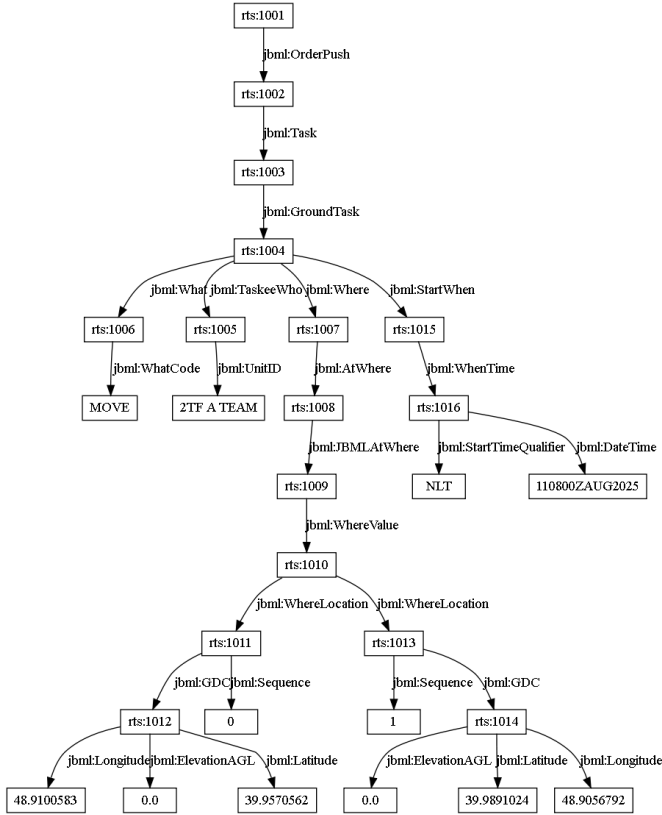 rts:1001
jbml:OrderPush
rts:1002
jbml:Task
rts:1003
jbml:GroundTask
rts:1004
jbml:What jbml:TaskeeWho jbml:Where jbml:StartWhen
rts:1006 rts:1005 rts:1007 rts:1015
jbml:WhatCode jbml:UnitID jbml:AtWhere jbml:WhenTime
MOVE 2TF A TEAM rts:1008 rts:1016
jbml:JBMLAtWhere jbml:StartTimeQualifier jbml:DateTime
rts:1009 NLT 110800ZAUG2025
jbml:WhereValue
rts:1010
jbml:WhereLocation jbml:WhereLocation
rts:1011 rts:1013
jbml:GDC jbml:Sequence jbml:Sequence jbml:GDC
rts:1012 0 1 rts:1014
jbml:Longitude jbml:ElevationAGL jbml:Latitude jbml:ElevationAGL jbml:Latitude jbml:Longitude
48.9100583 0.0 39.9570562 0.0 39.9891024 48.9056792